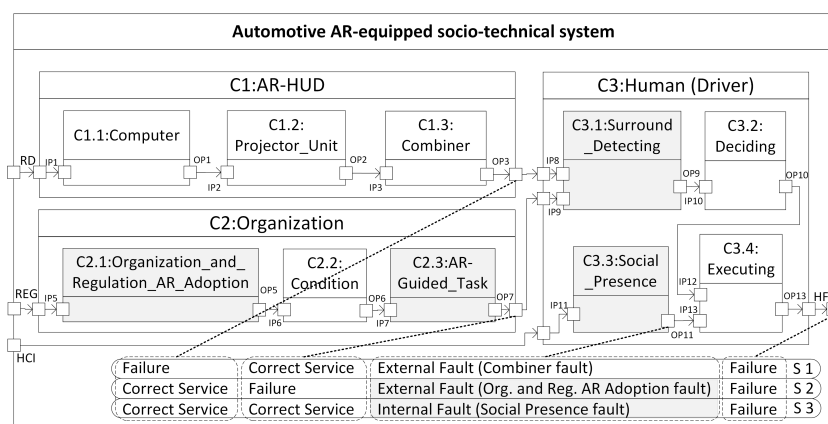 Automotive AR-equipped socio-technical system
C1:AR-HUD
C1.1:Computer
C1.2:
Projector_Unit
C1.3:
Combiner
RD
IP1
OP1
IP2
OP2
IP3
OP3
C2:Organization
C2.1:Organization_and_
Regulation_AR_Adoption
C2.2:
Condition
C2.3:AR-
Guided_Task
REG
IP5
OP5
IP6
OP6
IP7
OP7
HCI
C3:Human (Driver)
C3.1:Surround
_Detecting
C3.2:
Deciding
IP8
IP9
OP9
IP10
OP10
C3.3:Social
_Presence
C3.4:
Executing
IP11
OP11
IP12
IP13
OP13
HF
Failure Correct Service External Fault (Combiner fault) Failure S 1
Correct Service Failure External Fault (Org. and Reg. AR Adoption fault) Failure S 2
Correct Service Correct Service Internal Fault (Social Presence fault) Failure S 3